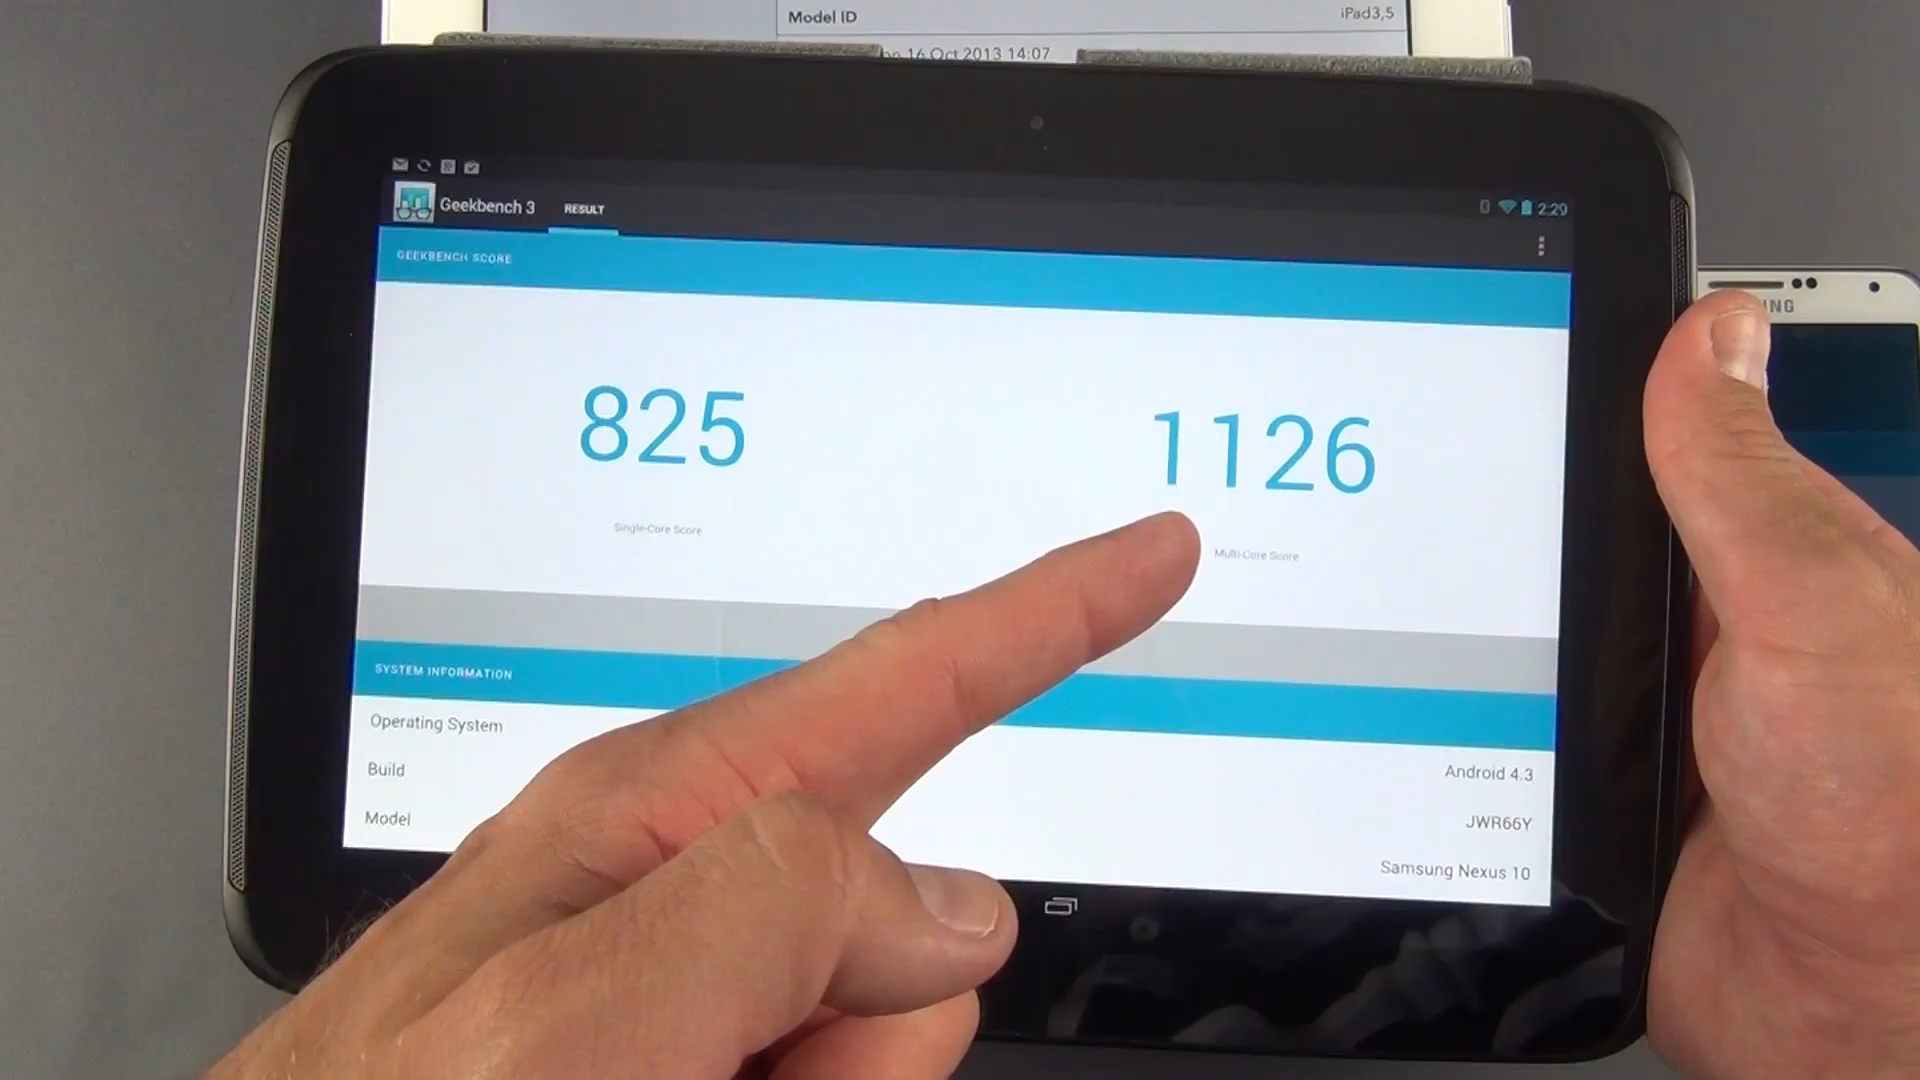 Model ID
iPad3,5
16 Oct 2013 14:07
Geekbench 3
RESULT
2:29
GEEKBENCH SCORE
825
1126
Single-Core Score
Multi-Core Score
SYSTEM INFORMATION
Operating System
Android 4.3
Build
JWR66Y
Model
Samsung Nexus 10